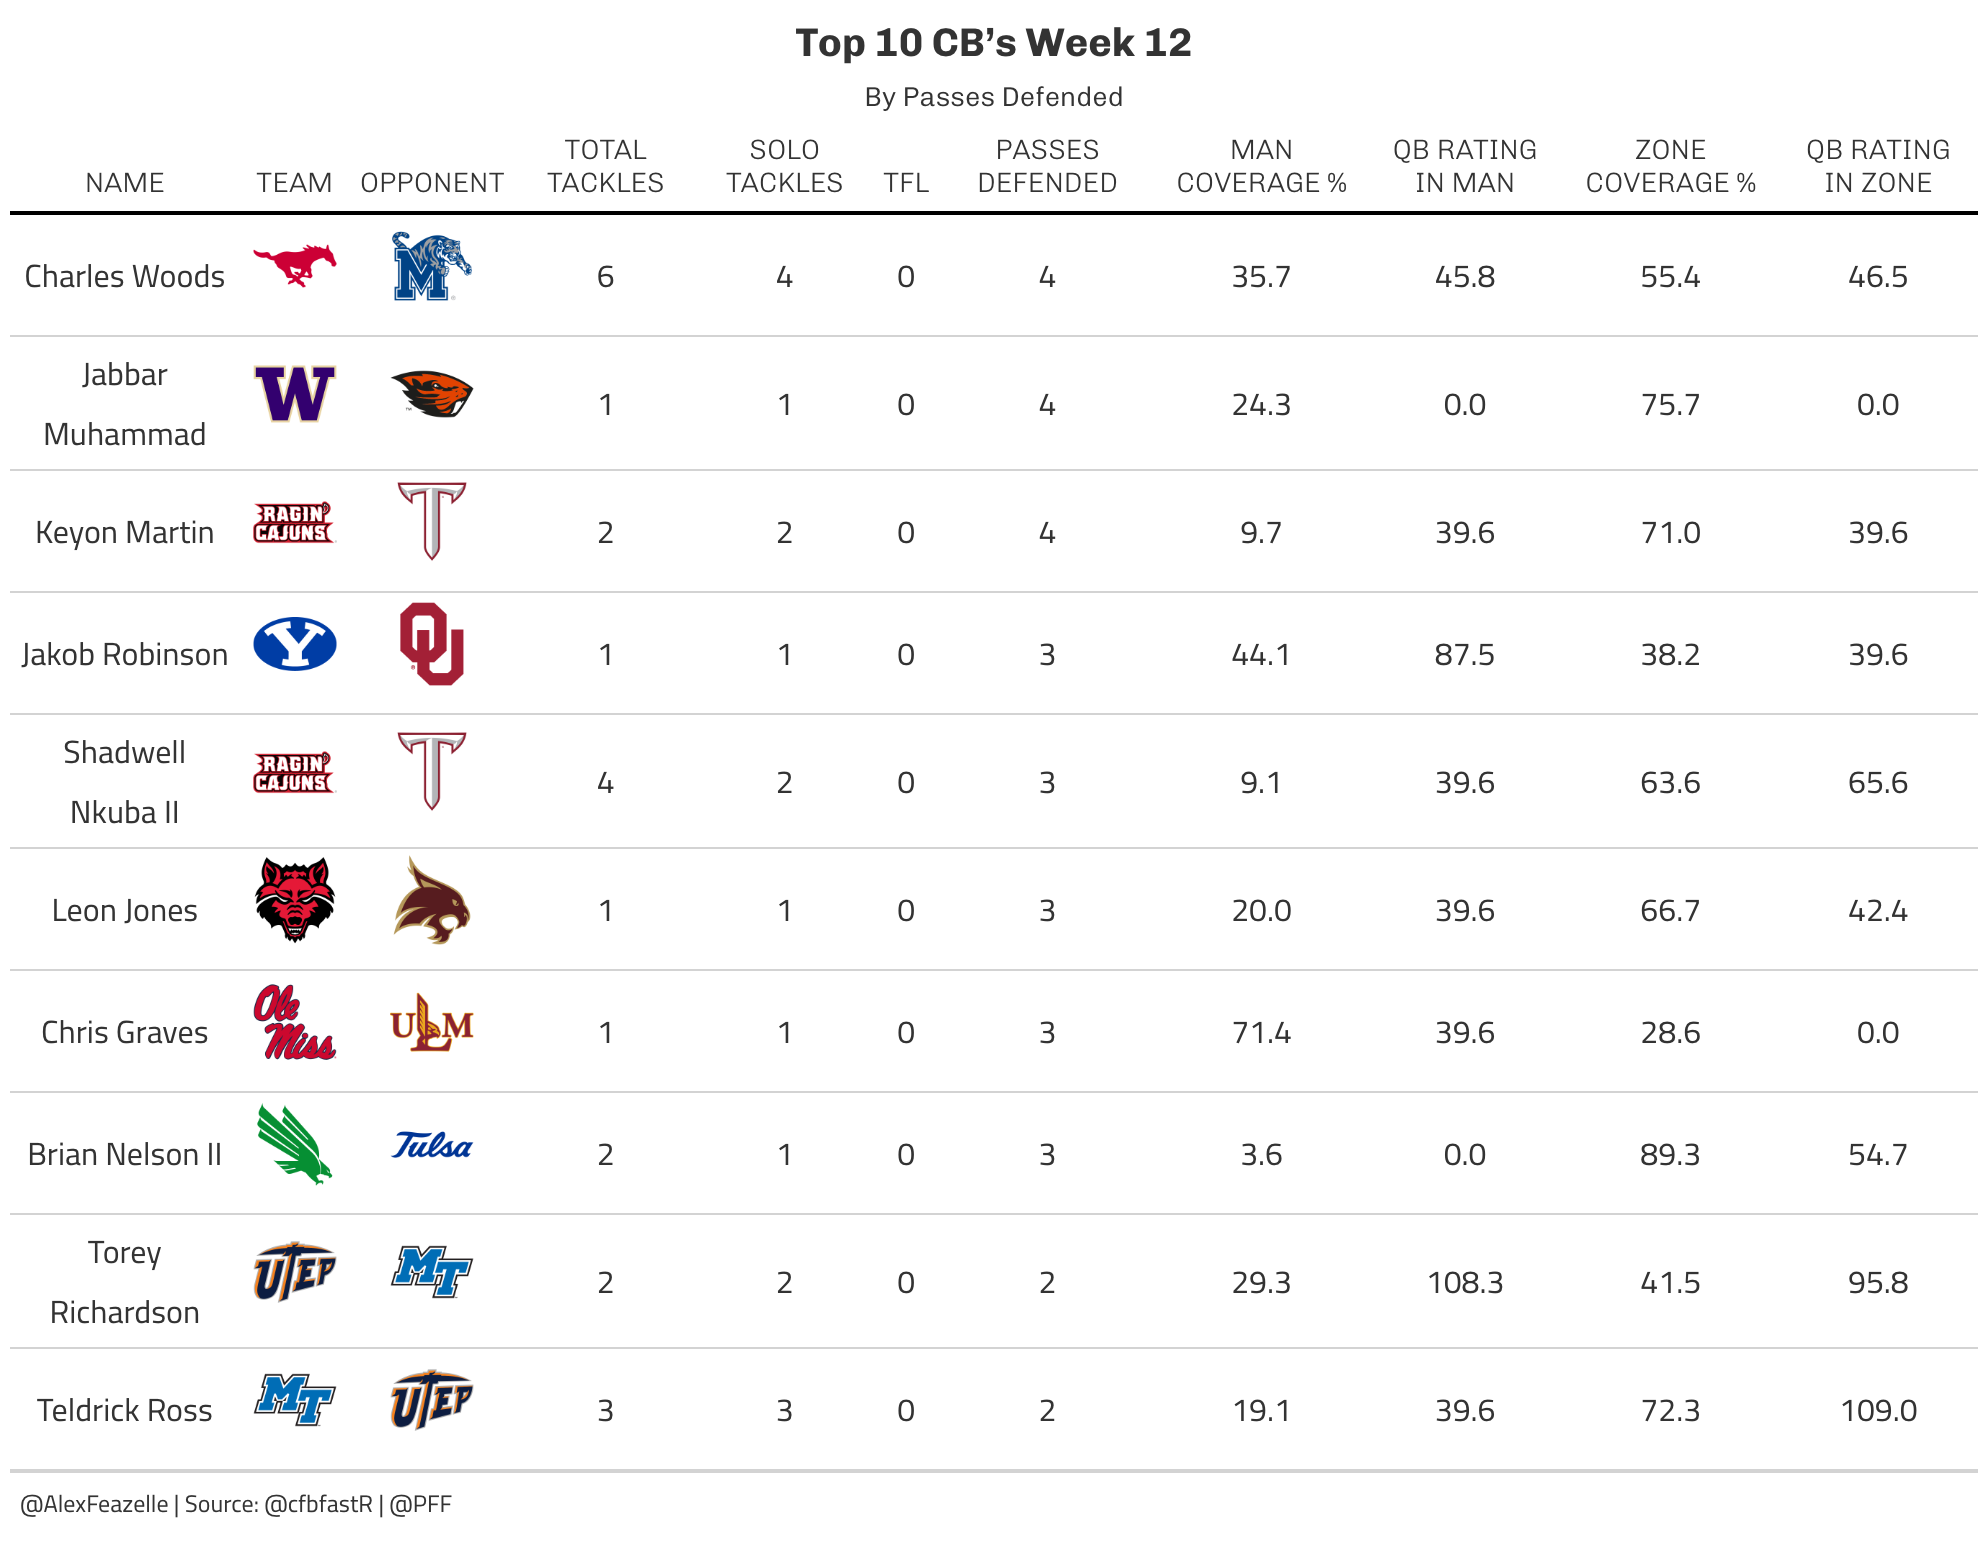 Top 10 CB’s Week 12
By Passes Defended
NAME TEAM OPPONENT TOTAL TACKLES SOLO TACKLES TFL PASSES DEFENDED MAN COVERAGE % QB RATING IN MAN ZONE COVERAGE % QB RATING IN ZONE
Charles Woods M 6 4 0 4 35.7 45.8 55.4 46.5
Jabbar Muhammad W 1 1 0 4 24.3 0.0 75.7 0.0
Keyon Martin RAGIN' CAJUNS T 2 2 0 4 9.7 39.6 71.0 39.6
Jakob Robinson Y OU 1 1 0 3 44.1 87.5 38.2 39.6
Shadwell Nkuba II RAGIN' CAJUNS T 4 2 0 3 9.1 39.6 63.6 65.6
Leon Jones 1 1 0 3 20.0 39.6 66.7 42.4
Chris Graves Ole Miss ULM 1 1 0 3 71.4 39.6 28.6 0.0
Brian Nelson II Tulsa 2 1 0 3 3.6 0.0 89.3 54.7
Torey Richardson UTEP MT 2 2 0 2 29.3 108.3 41.5 95.8
Teldrick Ross MT UTEP 3 3 0 2 19.1 39.6 72.3 109.0
@AlexFeazelle | Source: @cfbfastR | @PFF